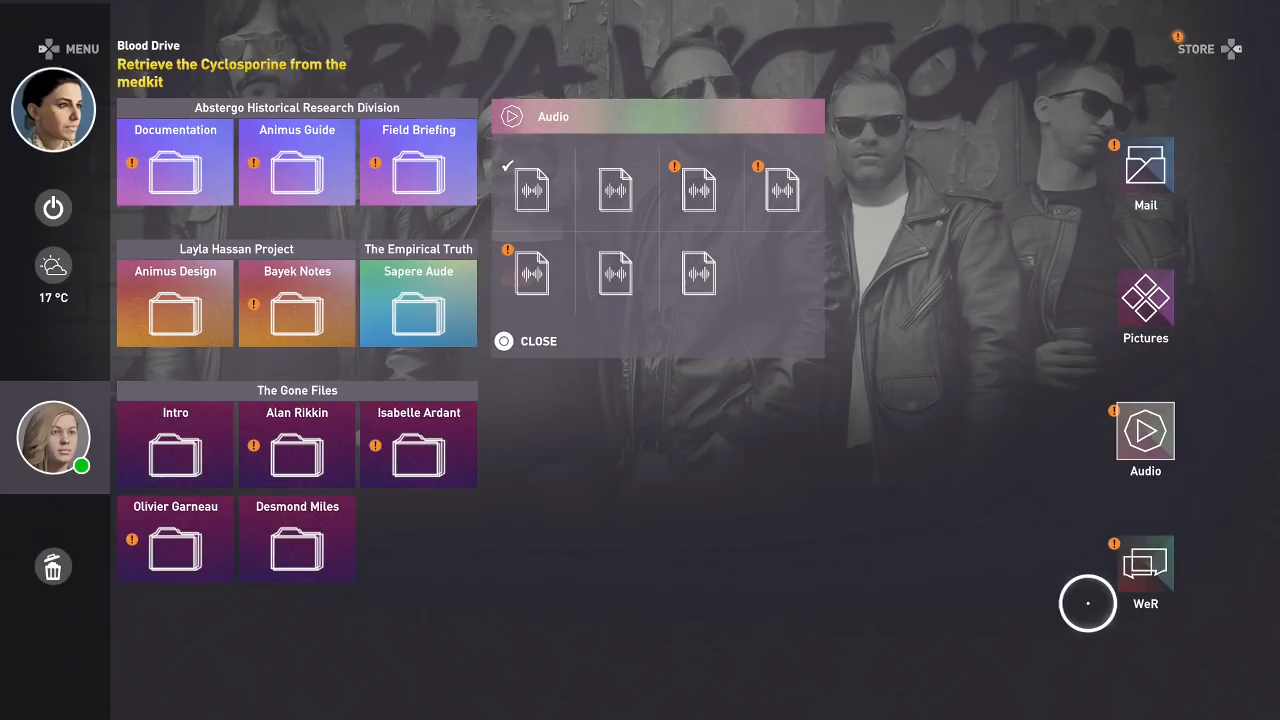 MENU
Blood Drive
Retrieve the Cyclosporine from the
medkit
STORE
Abstergo Historical Research Division
Documentation
Animus Guide
Field Briefing
Audio
Mail
Layla Hassan Project
The Empirical Truth
Animus Design
Bayek Notes
Sapere Aude
17 °C
CLOSE
Pictures
The Gone Files
Intro
Alan Rikkin
Isabelle Ardant
Audio
Olivier Garneau
Desmond Miles
WeR